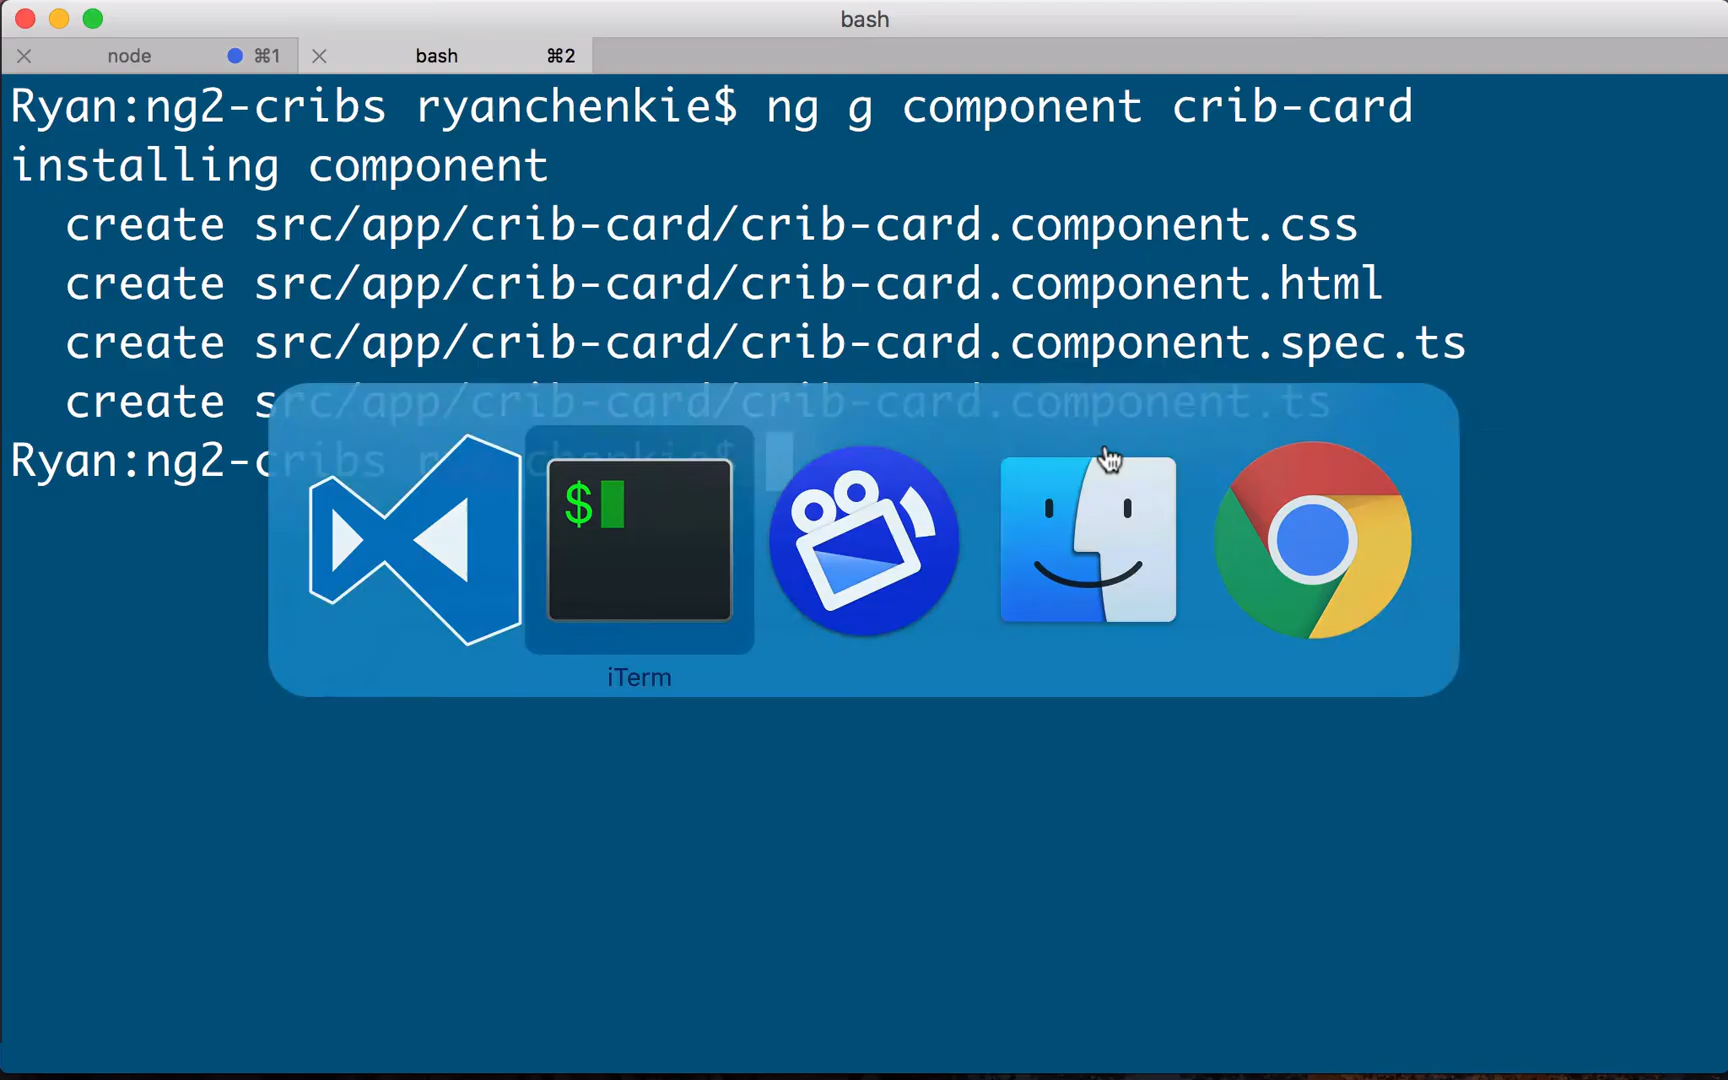 bash
node ⌘1 bash ⌘2
Ryan:ng2-cribs ryanchenkie$ ng g component crib-card
installing component
create src/app/crib-card/crib-card.component.css
create src/app/crib-card/crib-card.component.html
create src/app/crib-card/crib-card.component.spec.ts
create src/app/crib-card/crib-card.component.ts
Ryan:ng2-cribs ryanchenkie$
$
iTerm